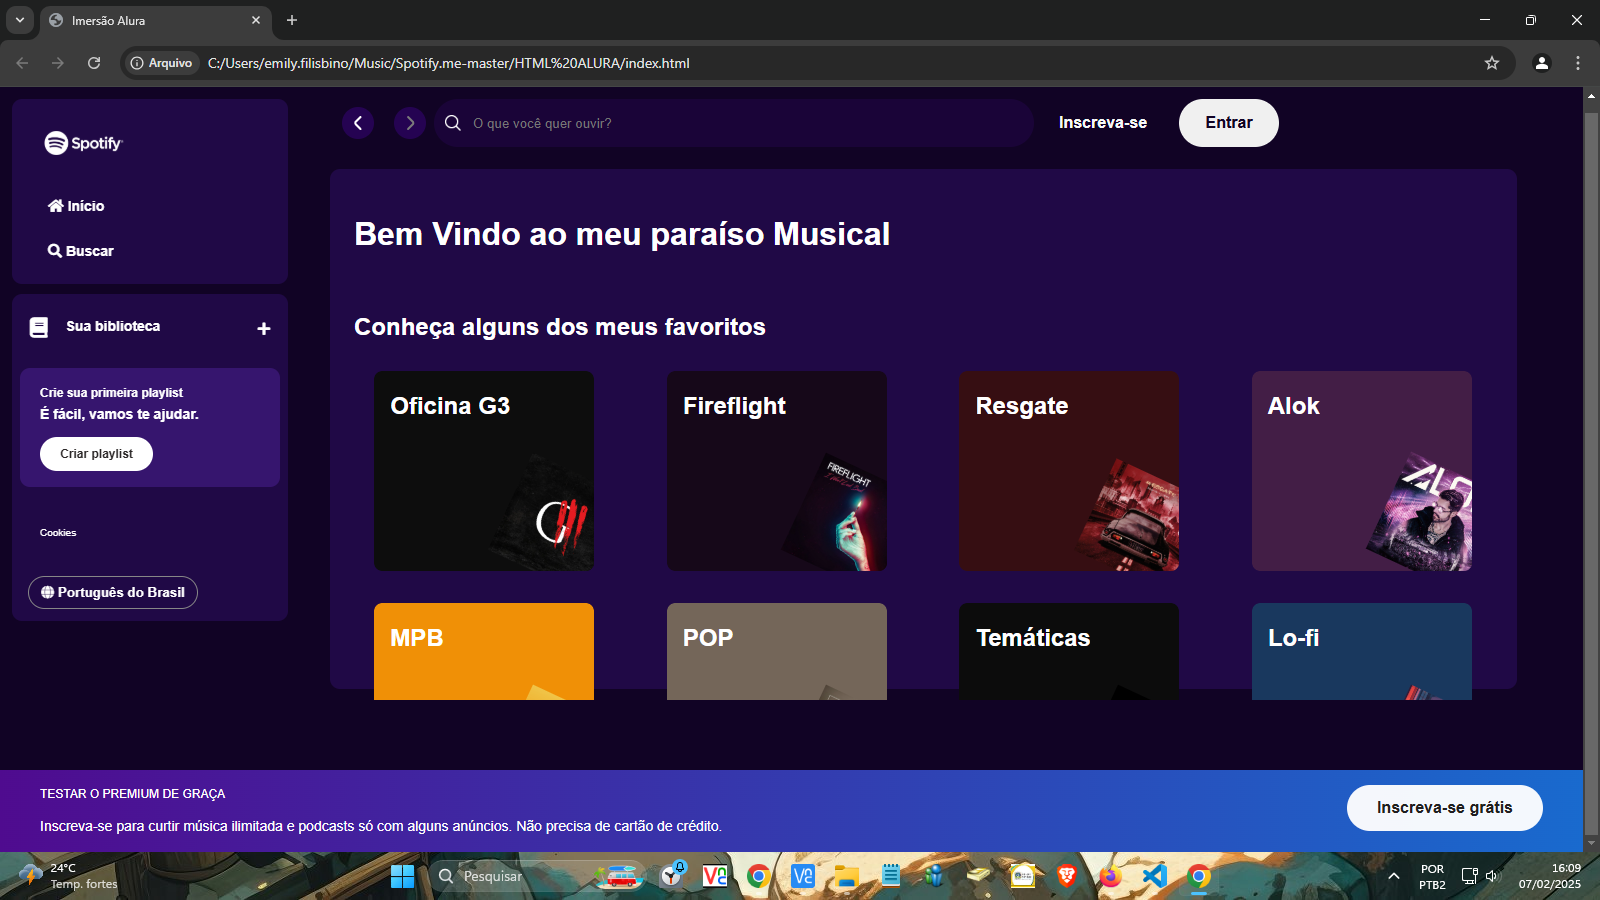 Imersão Alura
Arquivo
C:/Users/emily.filisbino/Music/Spotify.me-master/HTML%20ALURA/index.html
Spotify
Início
Buscar
Sua biblioteca
Crie sua primeira playlist
É fácil, vamos te ajudar.
Criar playlist
Cookies
Português do Brasil
O que você quer ouvir?
Inscreva-se
Entrar
Bem Vindo ao meu paraíso Musical
Conheça alguns dos meus favoritos
Oficina G3
Fireflight
FIREFLIGHT
Resgate
Alok
ALO
MPB
POP
Temáticas
Lo-fi
TESTAR O PREMIUM DE GRAÇA
Inscreva-se para curtir música ilimitada e podcasts só com alguns anúncios. Não precisa de cartão de crédito.
Inscreva-se grátis
24°C
Temp. fortes
Pesquisar
POR
PTB2
16:09
07/02/2025